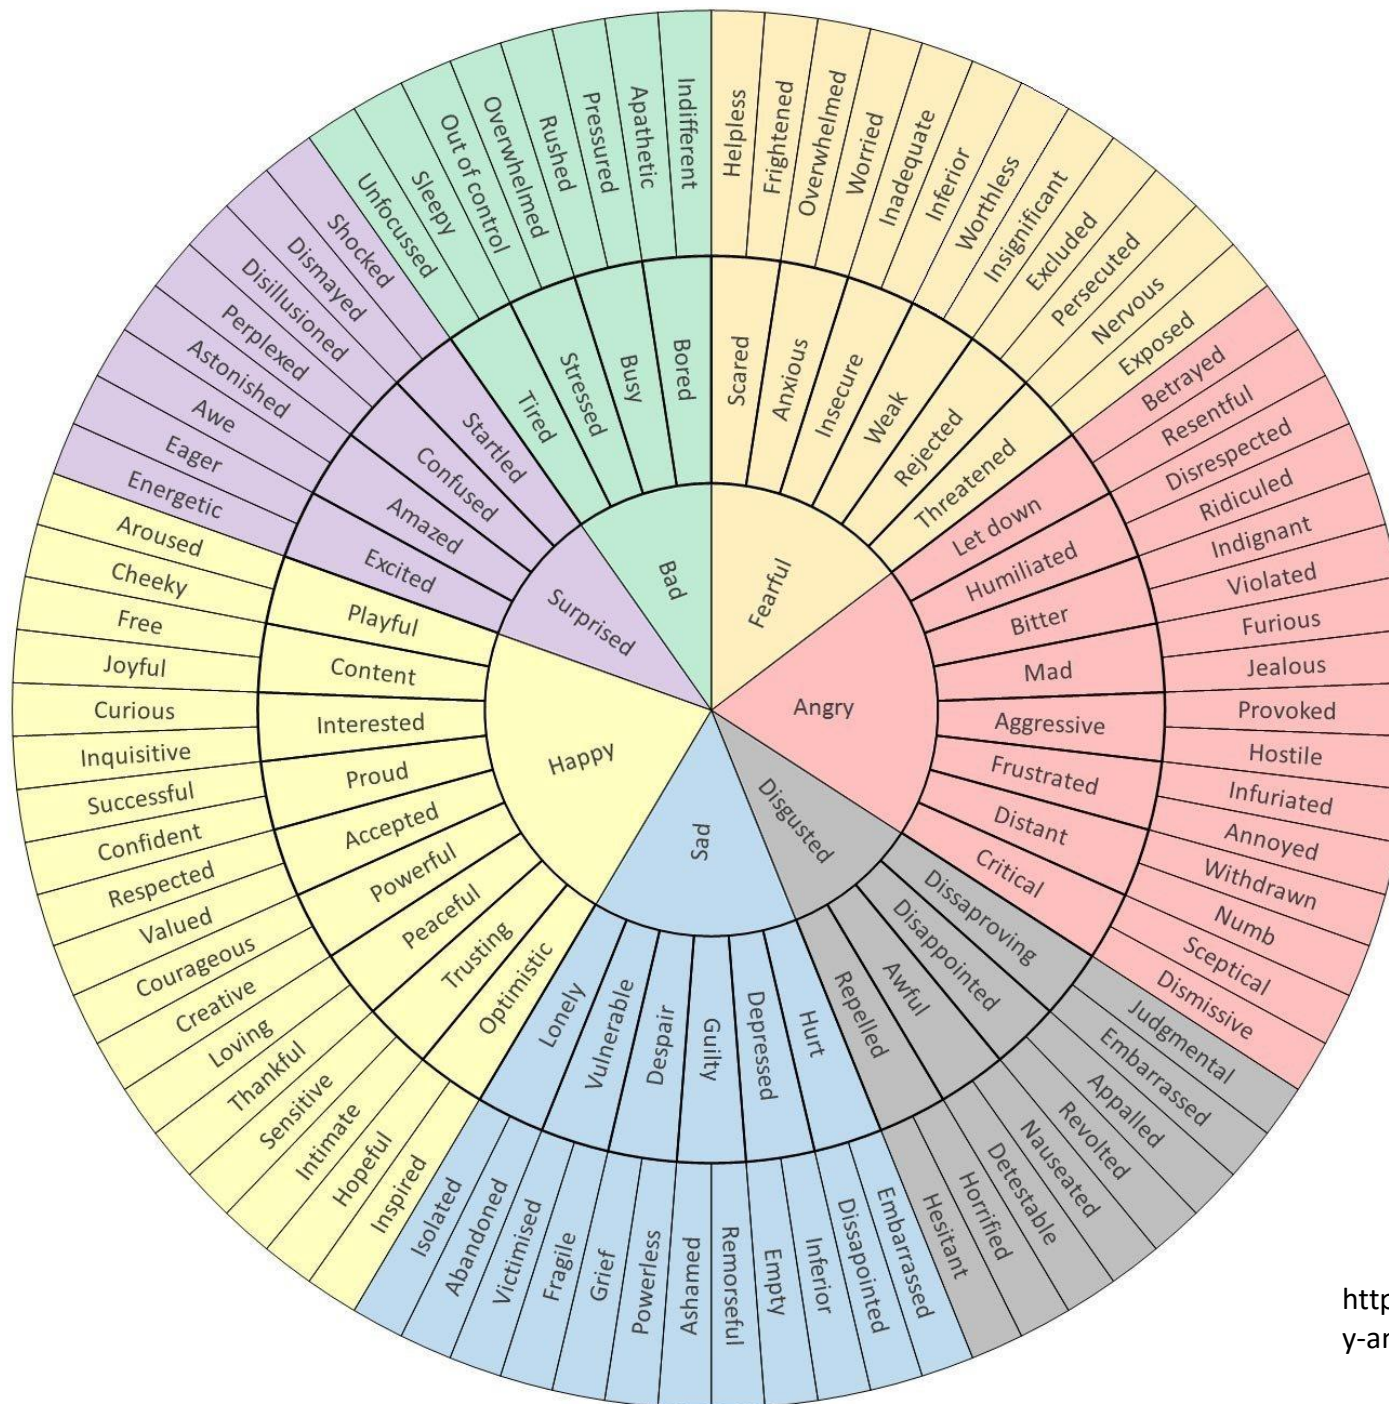 Fearful
Scared
Helpless
Frightened
Anxious
Overwhelmed
Worried
Insecure
Inadequate
Inferior
Weak
Worthless
Insignificant
Rejected
Excluded
Persecuted
Threatened
Nervous
Exposed
Angry
Let down
Betrayed
Resentful
Humiliated
Disrespected
Ridiculed
Bitter
Indignant
Violated
Mad
Furious
Jealous
Aggressive
Provoked
Hostile
Frustrated
Infuriated
Annoyed
Distant
Withdrawn
Numb
Critical
Sceptical
Dismissive
Disgusted
Dissaproving
Judgmental
Embarrassed
Disappointed
Appalled
Revolted
Awful
Nauseated
Detestable
Repelled
Horrified
Hesitant
Sad
Hurt
Embarrassed
Dissapointed
Depressed
Inferior
Empty
Guilty
Remorseful
Ashamed
Despair
Powerless
Grief
Vulnerable
Fragile
Victimised
Lonely
Abandoned
Isolated
Happy
Optimistic
Inspired
Hopeful
Trusting
Intimate
Sensitive
Peaceful
Thankful
Loving
Powerful
Creative
Courageous
Accepted
Valued
Respected
Proud
Confident
Successful
Interested
Inquisitive
Curious
Content
Joyful
Free
Playful
Cheeky
Aroused
Surprised
Excited
Energetic
Eager
Amazed
Awe
Astonished
Confused
Perplexed
Disillusioned
Startled
Dismayed
Shocked
Bad
Tired
Unfocussed
Sleepy
Stressed
Out of control
Overwhelmed
Busy
Rushed
Pressured
Bored
Apathetic
Indifferent
http